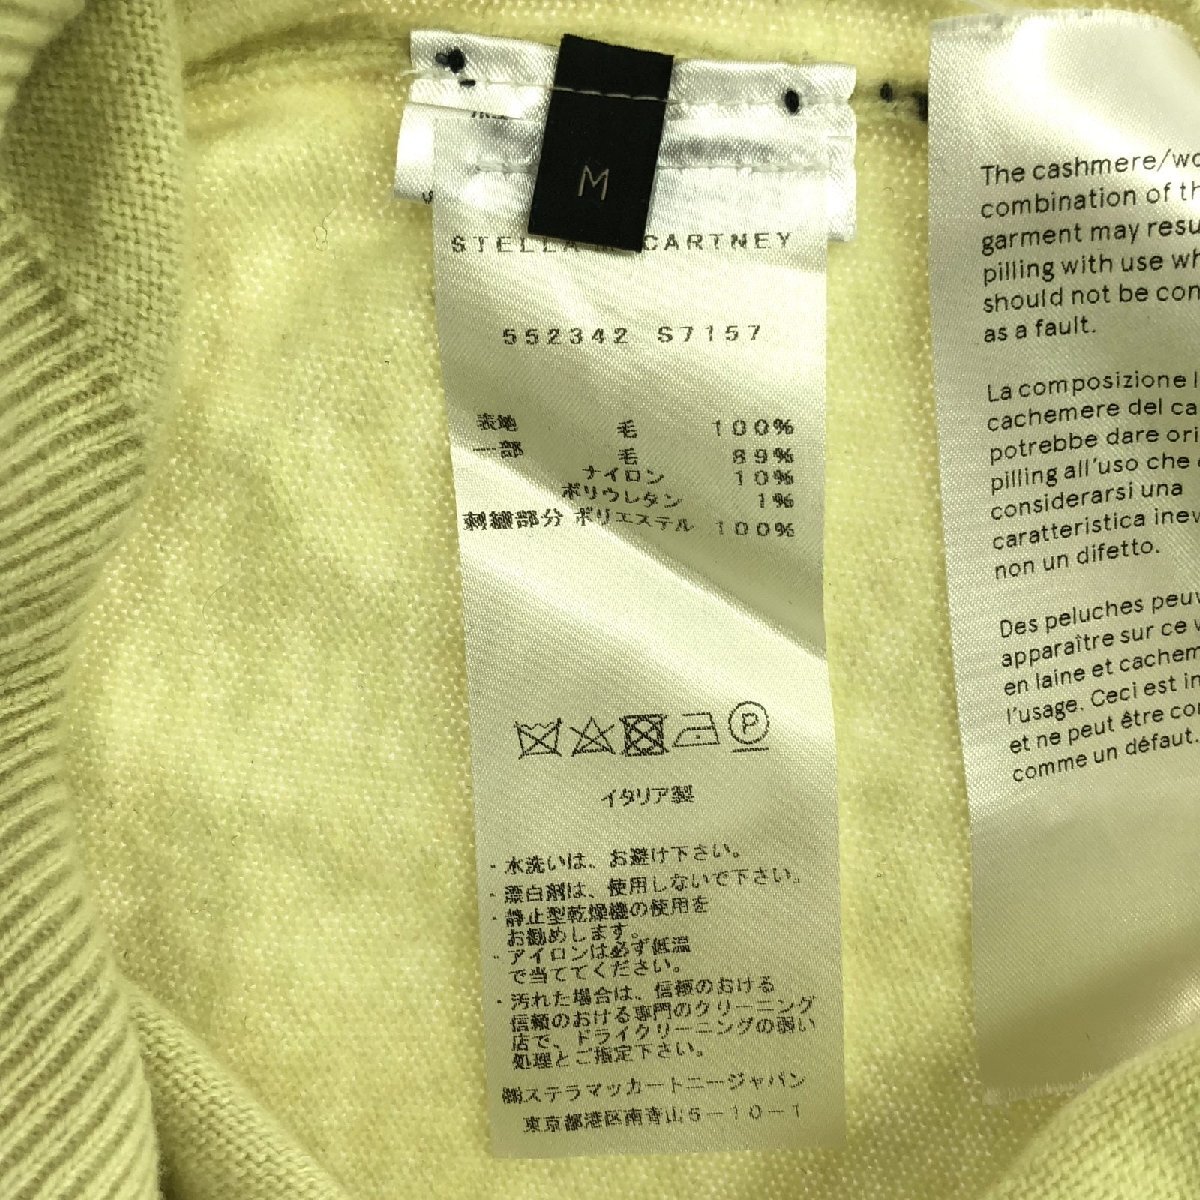 M
STELLA CARTNEY
552342 S7157
表地 毛 100%
一部 毛 89%
ナイロン 10%
ポリウレタン 1%
刺繍部分 ポリエステル 100%
P
イタリア製
・水洗いは、お避け下さい。
・漂白剤は、使用しないで下さい。
・静止型乾燥機の使用を
お勧めします。
・アイロンは必ず低温
で当ててください。
・汚れた場合は、信頼のおける
信頼のおける専門のクリーニング
店で、ドライクリーニングの弱い
処理とご指定下さい。
㈱ステラマッカートニージャパン
東京都港区南青山5-10-1
The cashmere/wo
combination of th
garment may resu
pilling with use wh
should not be con
as a fault.
La composizione l
cachemere del ca
potrebbe dare ori
pilling all'uso che
considerarsi una
caratteristica inev
non un difetto.
Des peluches peuv
apparaître sur ce v
en laine et cachem
l'usage. Ceci est in
et ne peut être con
comme un défaut.